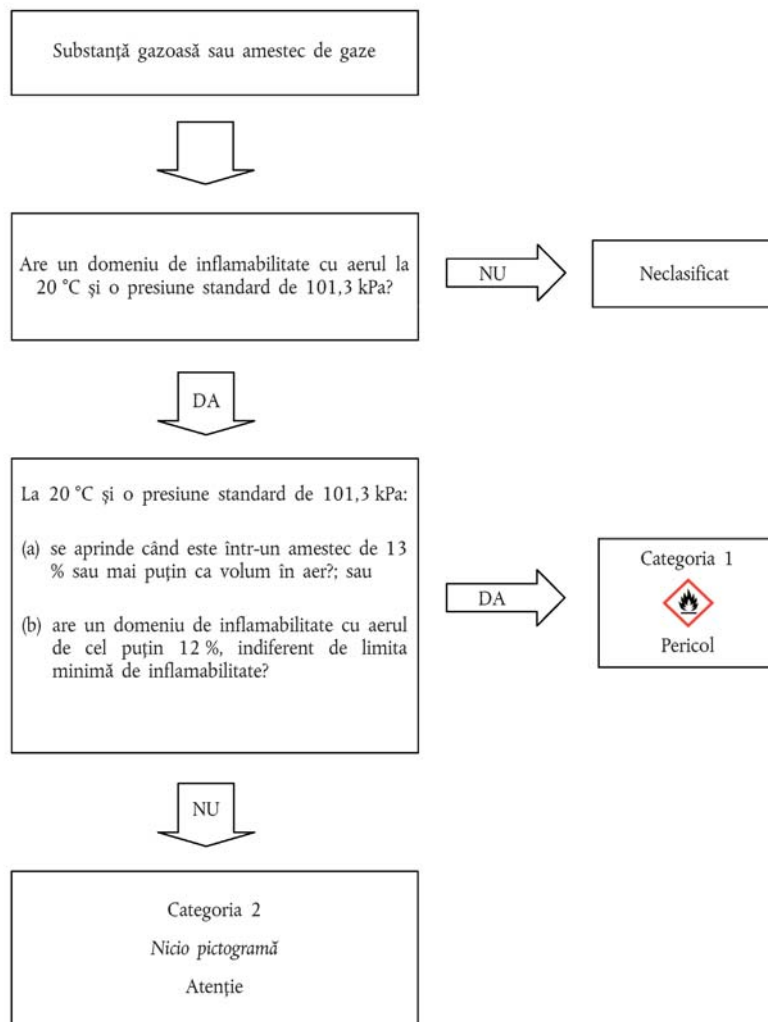 Substanță gazoasă sau amestec de gaze
Are un domeniu de inflamabilitate cu aerul la
20 °C și o presiune standard de 101,3 kPa?
NU
Neclasificat
DA
La 20 °C și o presiune standard de 101,3 kPa:
(a) se aprinde când este într-un amestec de 13
% sau mai puțin ca volum în aer?; sau
(b) are un domeniu de inflamabilitate cu aerul
de cel puțin 12 %, indiferent de limita
minimă de inflamabilitate?
DA
Categoria 1
Pericol
NU
Categoria 2
Nicio pictogramă
Atenție